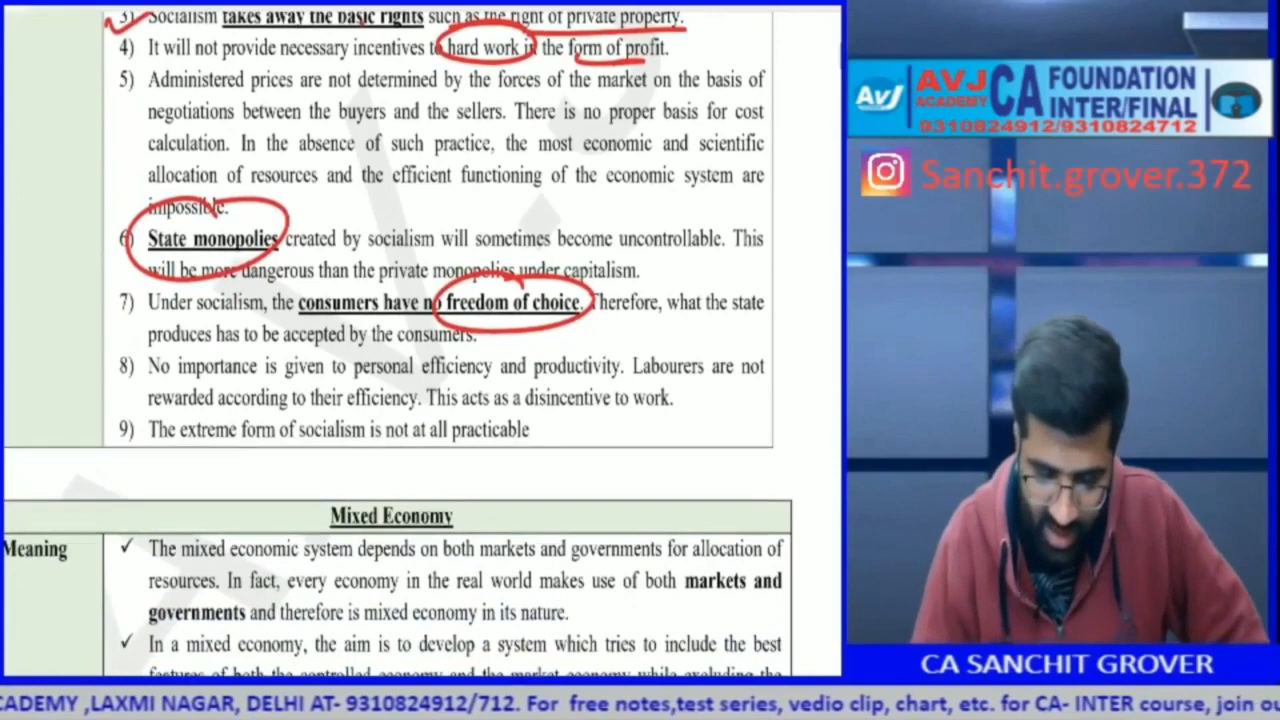 3) Socialism takes away the basic rights such as the right of private property.
4) It will not provide necessary incentives to hard work in the form of profit.
5) Administered prices are not determined by the forces of the market on the basis of
negotiations between the buyers and the sellers. There is no proper basis for cost
calculation. In the absence of such practice, the most economic and scientific
allocation of resources and the efficient functioning of the economic system are
impossible.
6) State monopolies created by socialism will sometimes become uncontrollable. This
will be more dangerous than the private monopolies under capitalism.
7) Under socialism, the consumers have no freedom of choice. Therefore, what the state
produces has to be accepted by the consumers.
8) No importance is given to personal efficiency and productivity. Labourers are not
rewarded according to their efficiency. This acts as a disincentive to work.
9) The extreme form of socialism is not at all practicable
Mixed Economy
Meaning
✓ The mixed economic system depends on both markets and governments for allocation of
resources. In fact, every economy in the real world makes use of both markets and
governments and therefore is mixed economy in its nature.
✓ In a mixed economy, the aim is to develop a system which tries to include the best
features of both the controlled economy and the market economy while excluding the
AVJ
AVJ ACADEMY CA FOUNDATION
INTER/FINAL
9310824912/9310824712
Sanchit.grover.372
CA SANCHIT GROVER
CADEMY ,LAXMI NAGAR, DELHI AT- 9310824912/712. For free notes,test series, vedio clip, chart, etc. for CA- INTER course, join ou